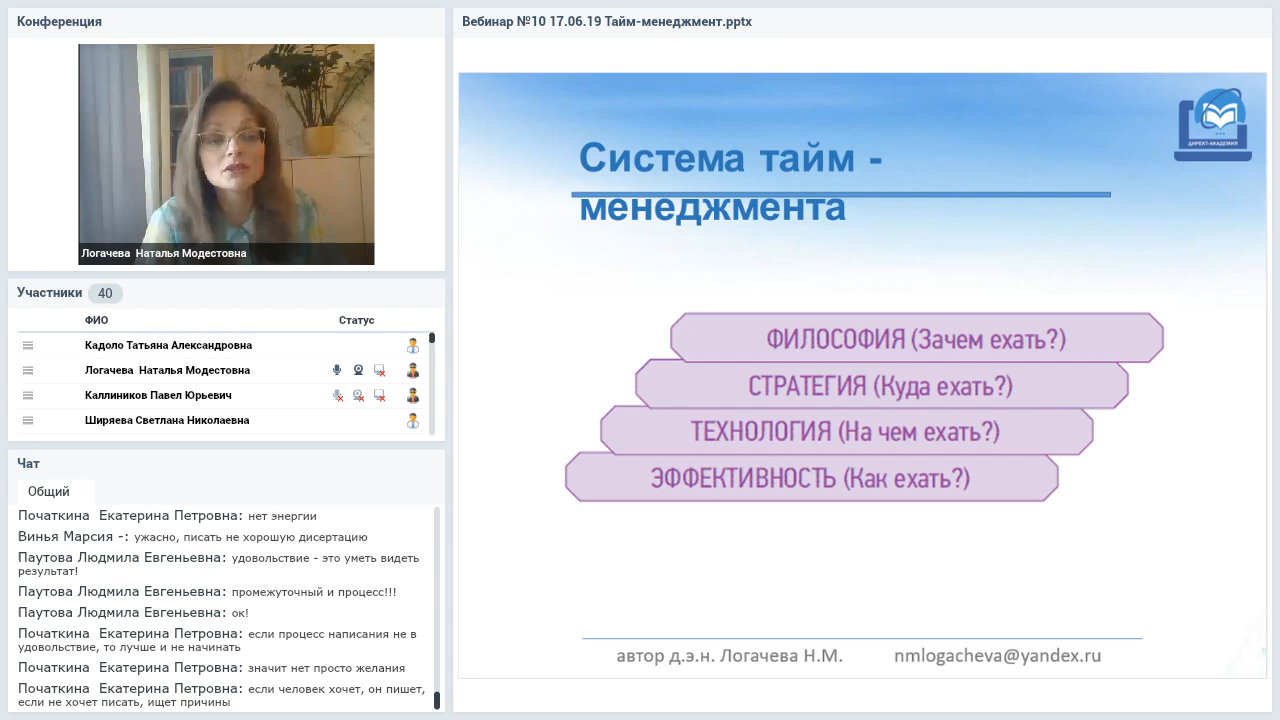 Конференция
Логачева Наталья Модестовна
Участники 40
ФИО Статус
Кадоло Татьяна Александровна
Логачева Наталья Модестовна
Каллиников Павел Юрьевич
Ширяева Светлана Николаевна
Чат
Общий
Початкина Екатерина Петровна: нет энергии
Винья Марсия -: ужасно, писать не хорошую дисертацию
Паутова Людмила Евгеньевна: удовольствие - это уметь видеть
результат!
Паутова Людмила Евгеньевна: промежуточный и процесс!!!
Паутова Людмила Евгеньевна: ок!
Початкина Екатерина Петровна: если процесс написания не в
удовольствие, то лучше и не начинать
Початкина Екатерина Петровна: значит нет просто желания
Початкина Екатерина Петровна: если человек хочет, он пишет,
если не хочет писать, ищет причины
Вебинар №10 17.06.19 Тайм-менеджмент.pptx
ДИРЕКТ-АКАДЕМИЯ
Система тайм -
менеджмента
ФИЛОСОФИЯ (Зачем ехать?)
СТРАТЕГИЯ (Куда ехать?)
ТЕХНОЛОГИЯ (На чем ехать?)
ЭФФЕКТИВНОСТЬ (Как ехать?)
автор д.э.н. Логачева Н.М. nmlogacheva@yandex.ru